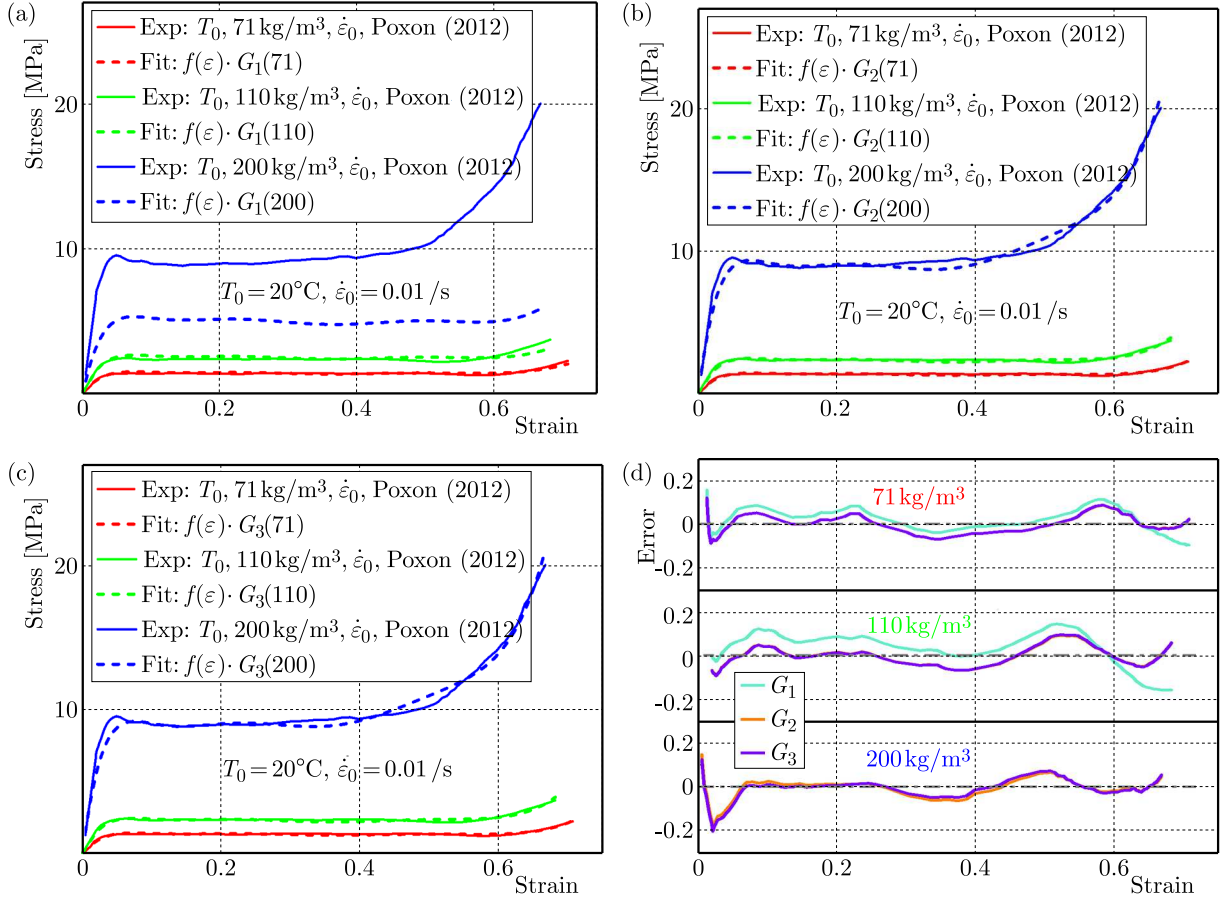 (a)
Stress [MPa]
20
10
0
Exp: T₀, 71 kg/m³, ε̇₀, Poxon (2012)
Fit: f(ε) · G₁(71)
Exp: T₀, 110 kg/m³, ε̇₀, Poxon (2012)
Fit: f(ε) · G₁(110)
Exp: T₀, 200 kg/m³, ε̇₀, Poxon (2012)
Fit: f(ε) · G₁(200)
T₀ = 20°C, ε̇₀ = 0.01 /s
0.2
0.4
0.6
Strain
(b)
Stress [MPa]
20
10
0
Exp: T₀, 71 kg/m³, ε̇₀, Poxon (2012)
Fit: f(ε) · G₂(71)
Exp: T₀, 110 kg/m³, ε̇₀, Poxon (2012)
Fit: f(ε) · G₂(110)
Exp: T₀, 200 kg/m³, ε̇₀, Poxon (2012)
Fit: f(ε) · G₂(200)
T₀ = 20°C, ε̇₀ = 0.01 /s
0.2
0.4
0.6
Strain
(c)
Stress [MPa]
20
10
0
Exp: T₀, 71 kg/m³, ε̇₀, Poxon (2012)
Fit: f(ε) · G₃(71)
Exp: T₀, 110 kg/m³, ε̇₀, Poxon (2012)
Fit: f(ε) · G₃(110)
Exp: T₀, 200 kg/m³, ε̇₀, Poxon (2012)
Fit: f(ε) · G₃(200)
T₀ = 20°C, ε̇₀ = 0.01 /s
0.2
0.4
0.6
Strain
(d)
Error
0.2
0
-0.2
71 kg/m³
0.2
0
-0.2
110 kg/m³
G₁
G₂
G₃
0.2
0
-0.2
200 kg/m³
0
0.2
0.4
0.6
Strain